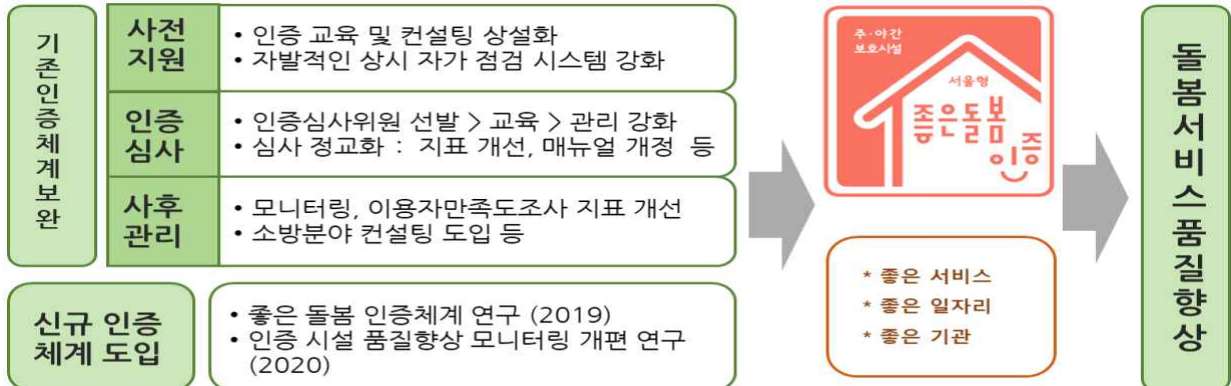 기존인증체계보완
사전
지원
• 인증 교육 및 컨설팅 상설화
• 자발적인 상시 자가 점검 시스템 강화
인증
심사
• 인증심사위원 선발 > 교육 > 관리 강화
• 심사 정교화 : 지표 개선, 매뉴얼 개정 등
사후
관리
• 모니터링, 이용자만족도조사 지표 개선
• 소방분야 컨설팅 도입 등
신규 인증
체계 도입
• 좋은 돌봄 인증체계 연구 (2019)
• 인증 시설 품질향상 모니터링 개편 연구
(2020)
주·야간
보호시설
서울형
좋은돌봄
인증
* 좋은 서비스
* 좋은 일자리
* 좋은 기관
돌봄서비스품질향상